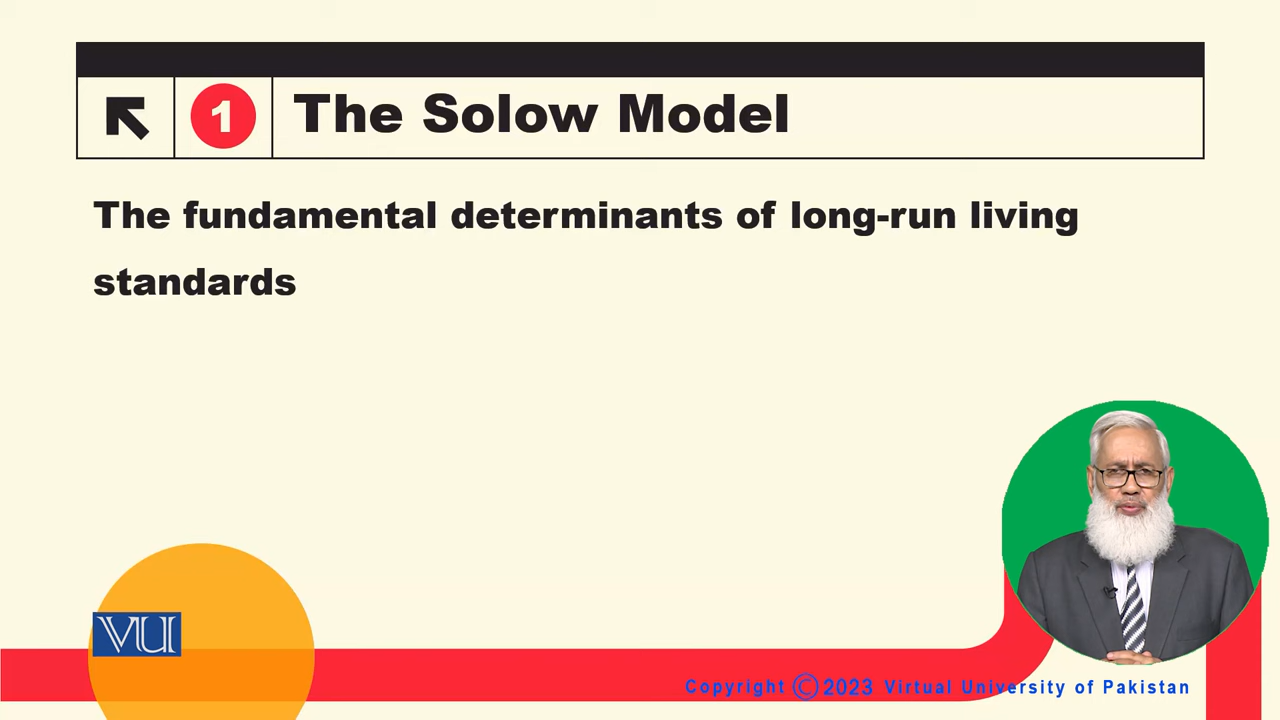 1 The Solow Model
The fundamental determinants of long-run living
standards
VU
Copyright ©2023 Virtual University of Pakistan